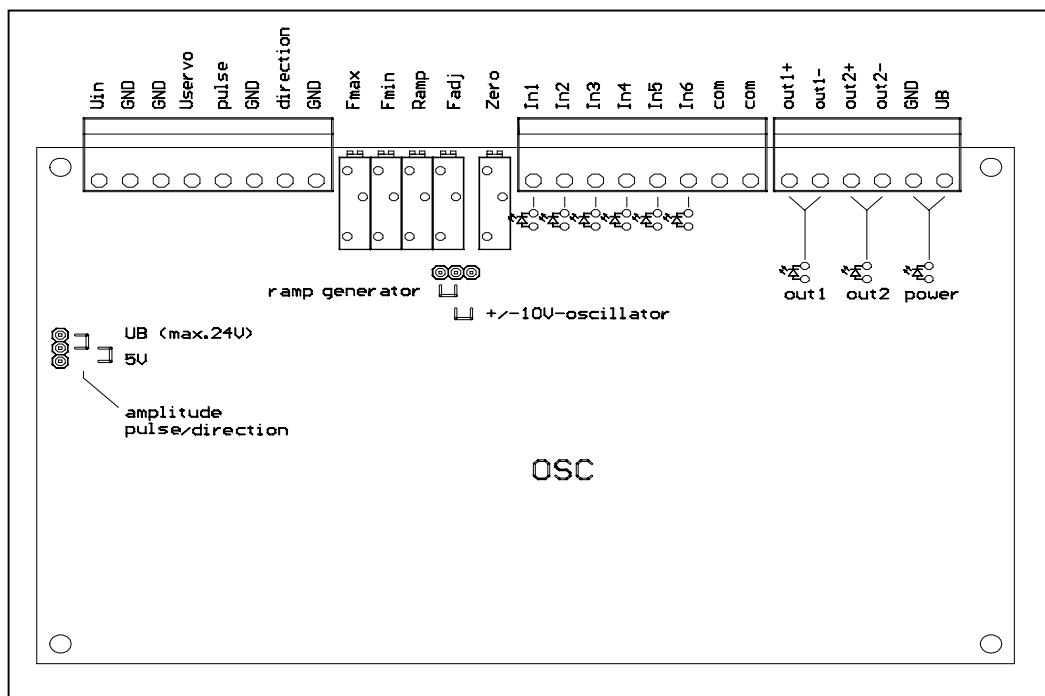 Uin
GND
GND
Uservo
pulse
GND
direction
GND
Fmax
Fmin
Ramp
Fadj
Zero
In1
In2
In3
In4
In5
In6
com
com
out1+
out1-
out2+
out2-
GND
UB
out1 out2 power
ramp generator
+/-10V-oscillator
UB (max.24V)
5V
amplitude
pulse/direction
OSC